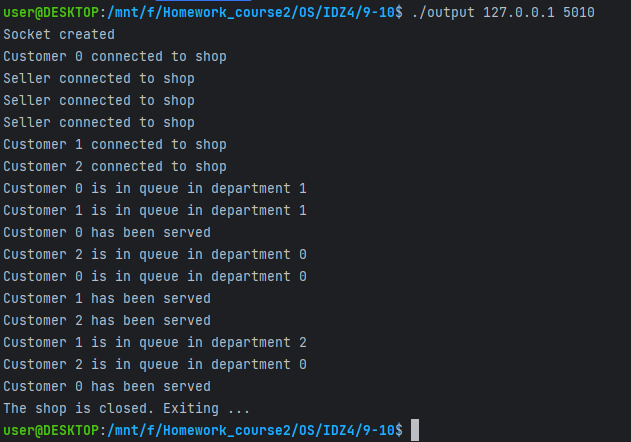 user@DESKTOP:/mnt/f/Homework_course2/OS/IDZ4/9-10$ ./output 127.0.0.1 5010
Socket created
Customer 0 connected to shop
Seller connected to shop
Seller connected to shop
Seller connected to shop
Customer 1 connected to shop
Customer 2 connected to shop
Customer 0 is in queue in department 1
Customer 1 is in queue in department 1
Customer 0 has been served
Customer 2 is in queue in department 0
Customer 0 is in queue in department 0
Customer 1 has been served
Customer 2 has been served
Customer 1 is in queue in department 2
Customer 2 is in queue in department 0
Customer 0 has been served
The shop is closed. Exiting ...
user@DESKTOP:/mnt/f/Homework_course2/OS/IDZ4/9-10$